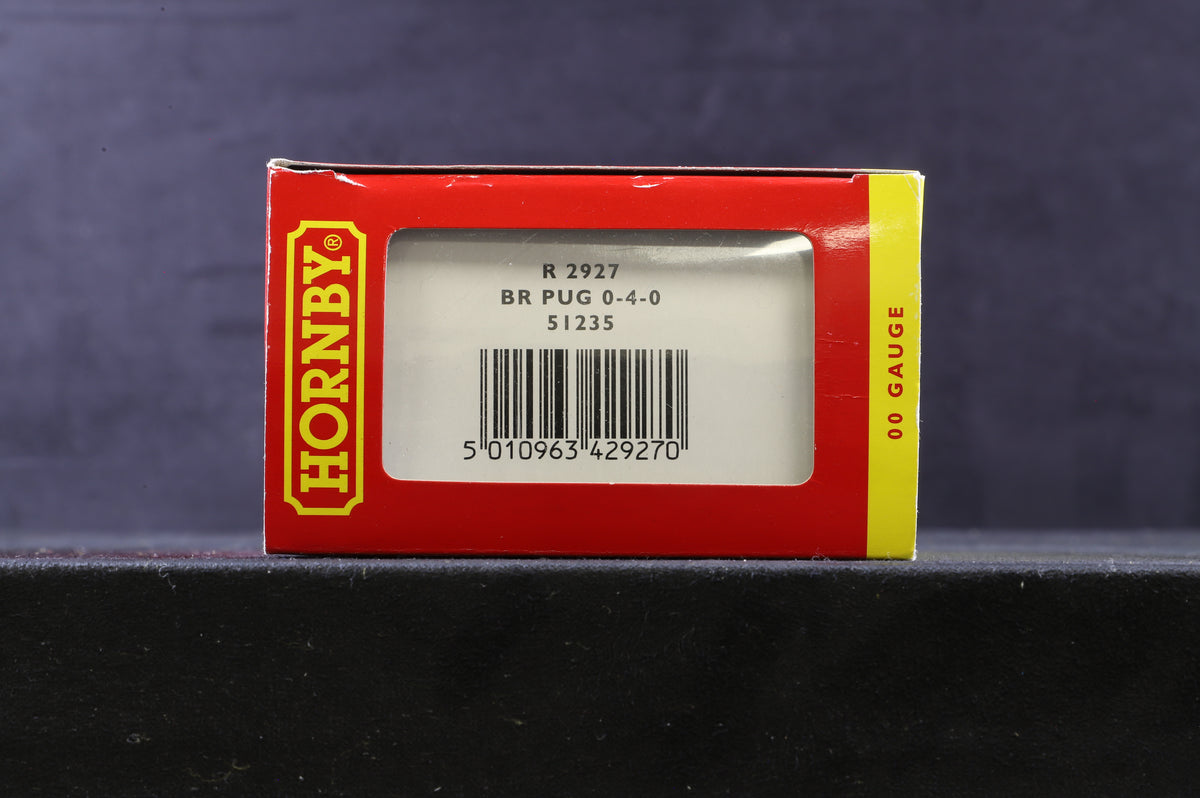 HORNBY®
R 2927
BR PUG 0-4-0
51235
5 010963 429270
00 GAUGE